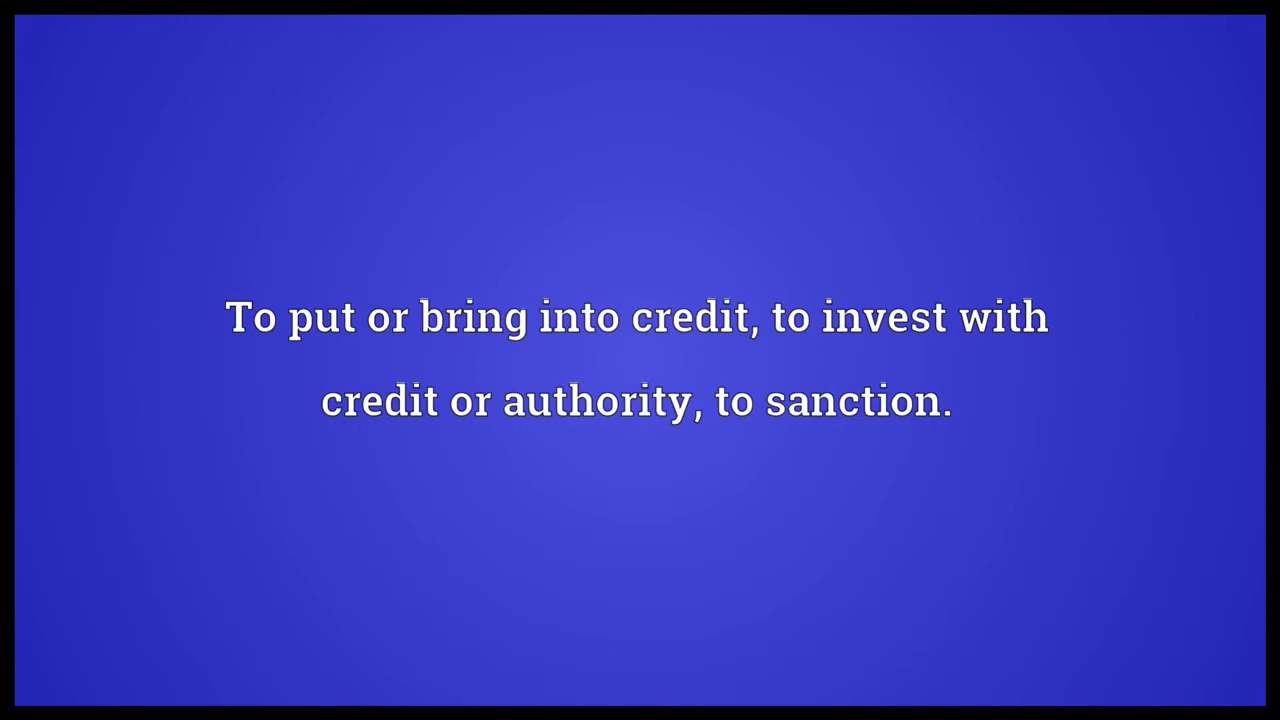 To put or bring into credit, to invest with
credit or authority, to sanction.